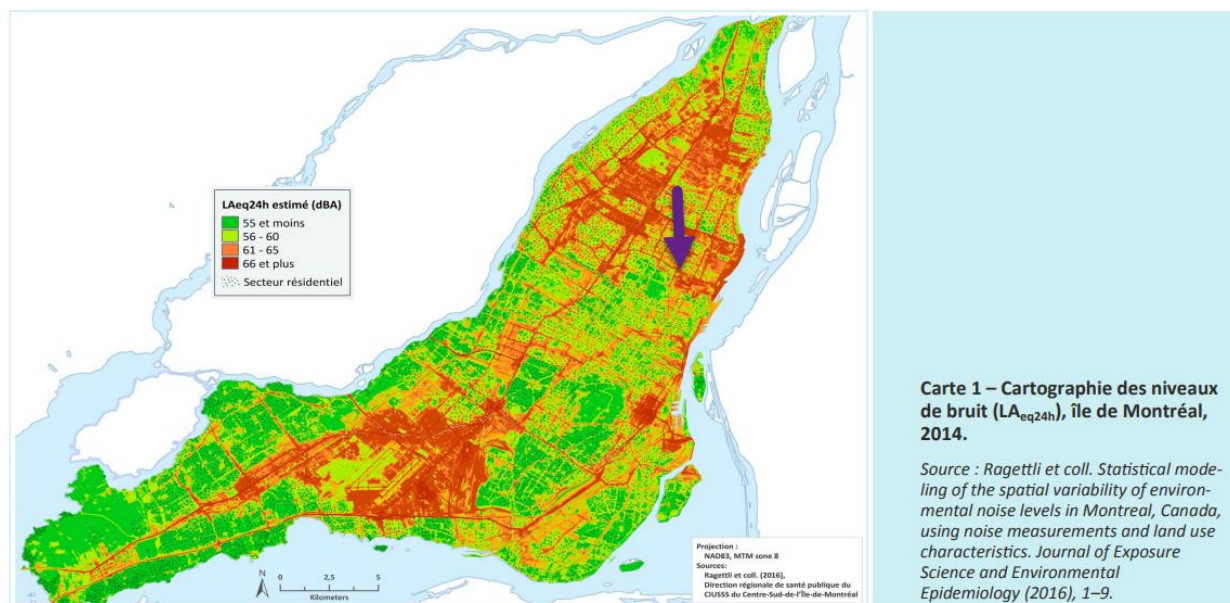 LAeq24h estimé (dBA)
55 et moins
56 - 60
61 - 65
66 et plus
Secteur résidentiel
N
0 2,5 5
Kilometers
Projection :
NAD83, MTM zone 8
Sources:
Ragettli et coll. (2016),
Direction régionale de santé publique du
CIUSSS du Centre-Sud-de-l'Île-de-Montréal
Carte 1 – Cartographie des niveaux
de bruit (LAeq24h), île de Montréal,
2014.
Source : Ragettli et coll. Statistical mode-
ling of the spatial variability of environ-
mental noise levels in Montreal, Canada,
using noise measurements and land use
characteristics. Journal of Exposure
Science and Environmental
Epidemiology (2016), 1–9.